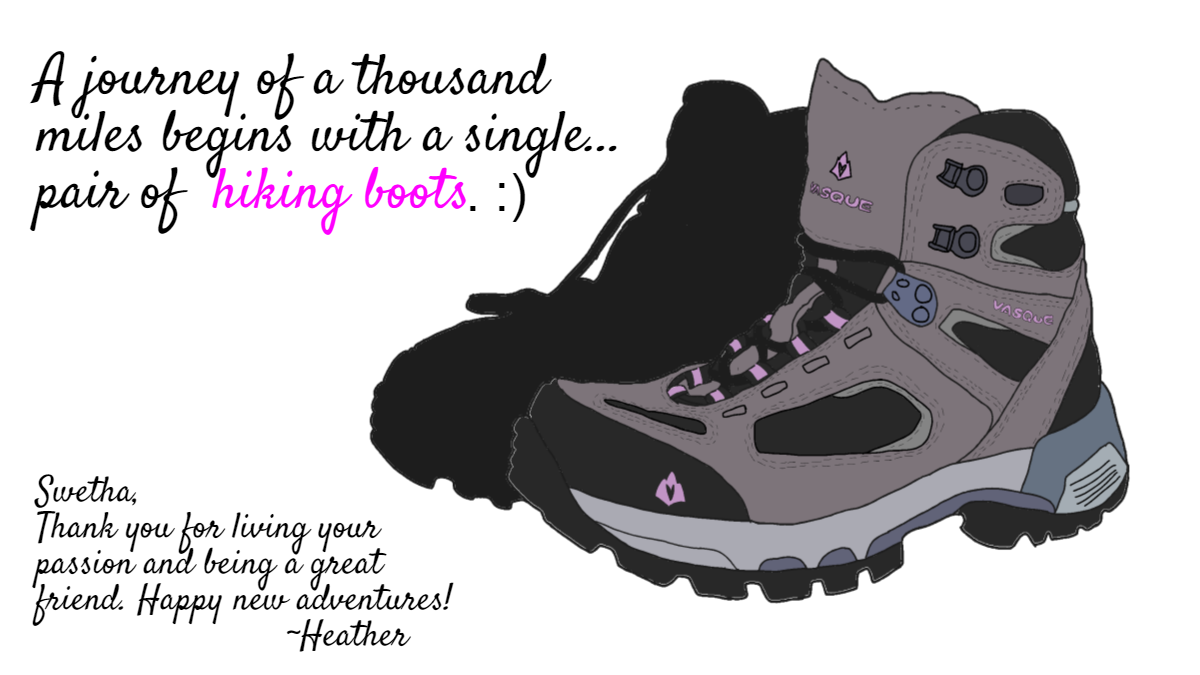 A journey of a thousand
miles begins with a single...
pair of hiking boots. :)
VASQUE
VASQUE
Swetha,
Thank you for living your
passion and being a great
friend. Happy new adventures!
~Heather